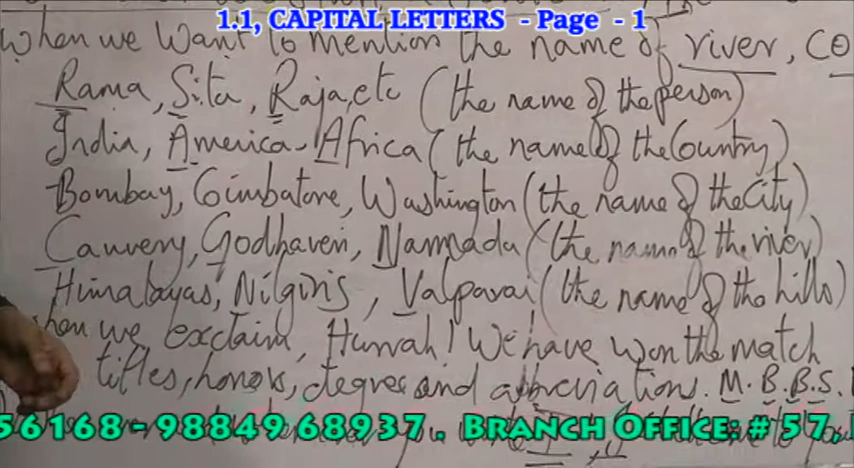 1.1, CAPITAL LETTERS - Page - 1
when we want to mention the name of river, co
Rama, Sita, Raja, etc (the name of the person)
India, America, Africa (the name of the Country)
Bombay, Coimbatore, Washington (the name of the City)
Cauvery, Godhaveri, Narmada (the name of the river)
Himalayas, Nilgiris, Valparai (the name of the hills)
when we exclaim, Hurrah! We have won the match
titles, honors, degree and abbreviations. M.B.B.S.
56168 - 98849 68937. BRANCH OFFICE: # 57,